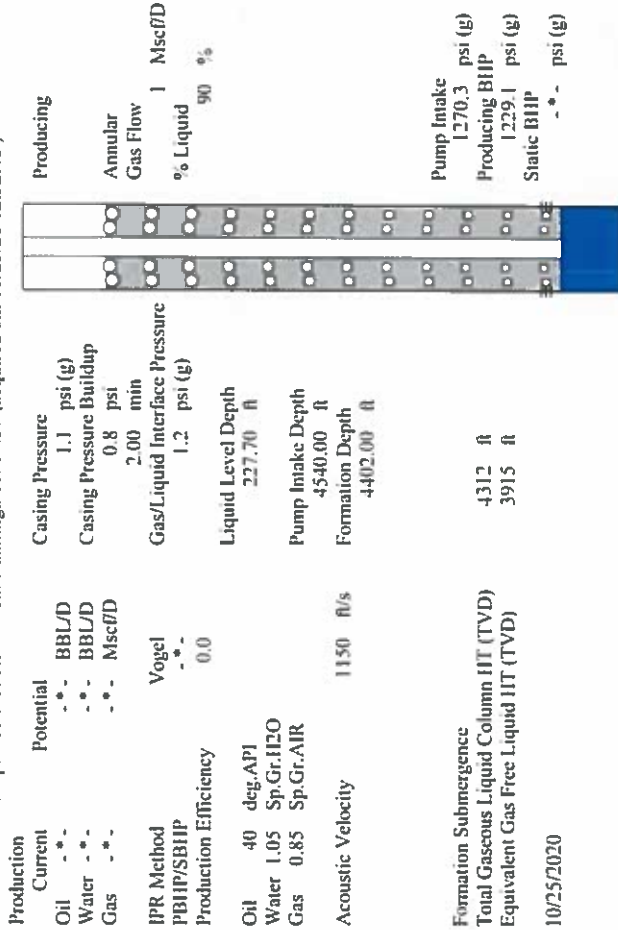 Production
Current Potential
Oil - * - - * - BBL/D
Water - * - - * - BBL/D
Gas - * - - * - Mscf/D
IPR Method Vogel
PBHP/SBHP - * -
Production Efficiency 0.0
Oil 40 deg.API
Water 1.05 Sp.Gr.H2O
Gas 0.85 Sp.Gr.AIR
Acoustic Velocity 1150 ft/s
Formation Submergence
Total Gaseous Liquid Column HT (TVD) 4312 ft
Equivalent Gas Free Liquid HT (TVD) 3915 ft
10/25/2020
Casing Pressure
1.1 psi (g)
Casing Pressure Buildup
0.8 psi
2.00 min
Gas/Liquid Interface Pressure
1.2 psi (g)
Liquid Level Depth
227.70 ft
Pump Intake Depth
4540.00 ft
Formation Depth
4402.00 ft
Producing
Annular
Gas Flow
1 Mscf/D
% Liquid
90 %
Pump Intake
1270.3 psi (g)
Producing BHP
1229.1 psi (g)
Static BHP
- * - psi (g)